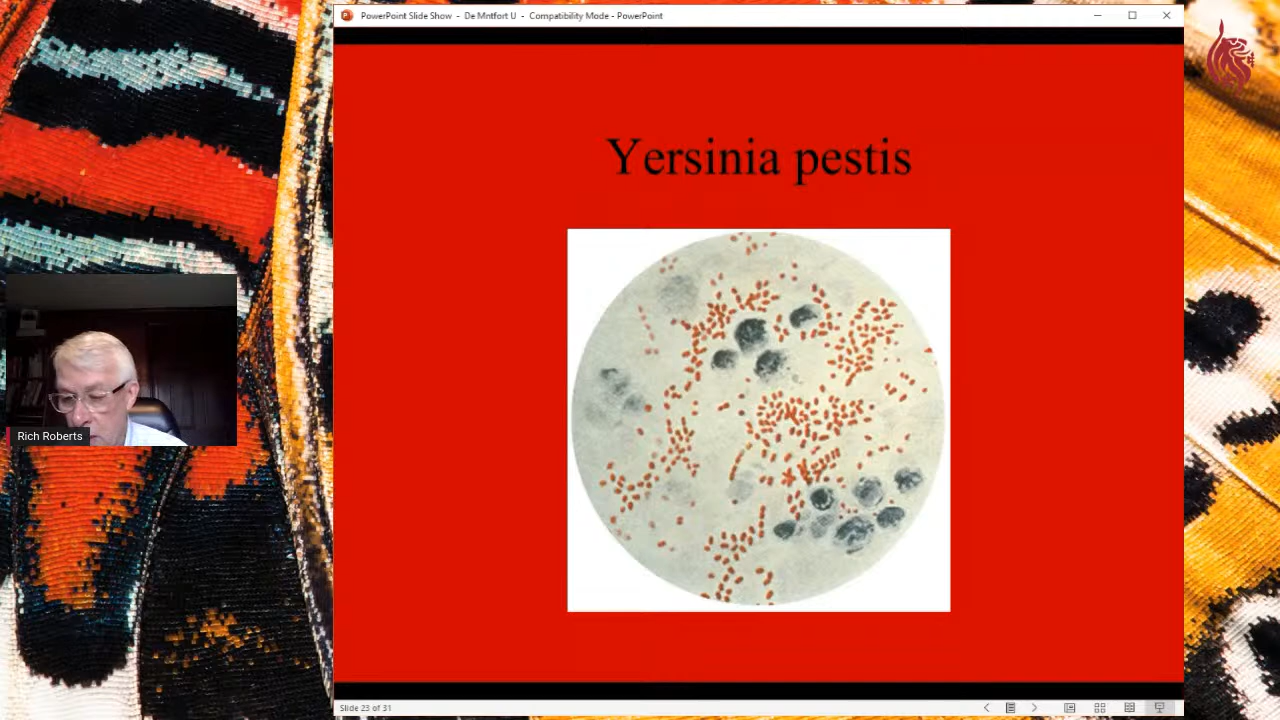 PowerPoint Slide Show - De Mntfort U - Compatibility Mode - PowerPoint
Yersinia pestis
Rich Roberts
Slide 23 of 31